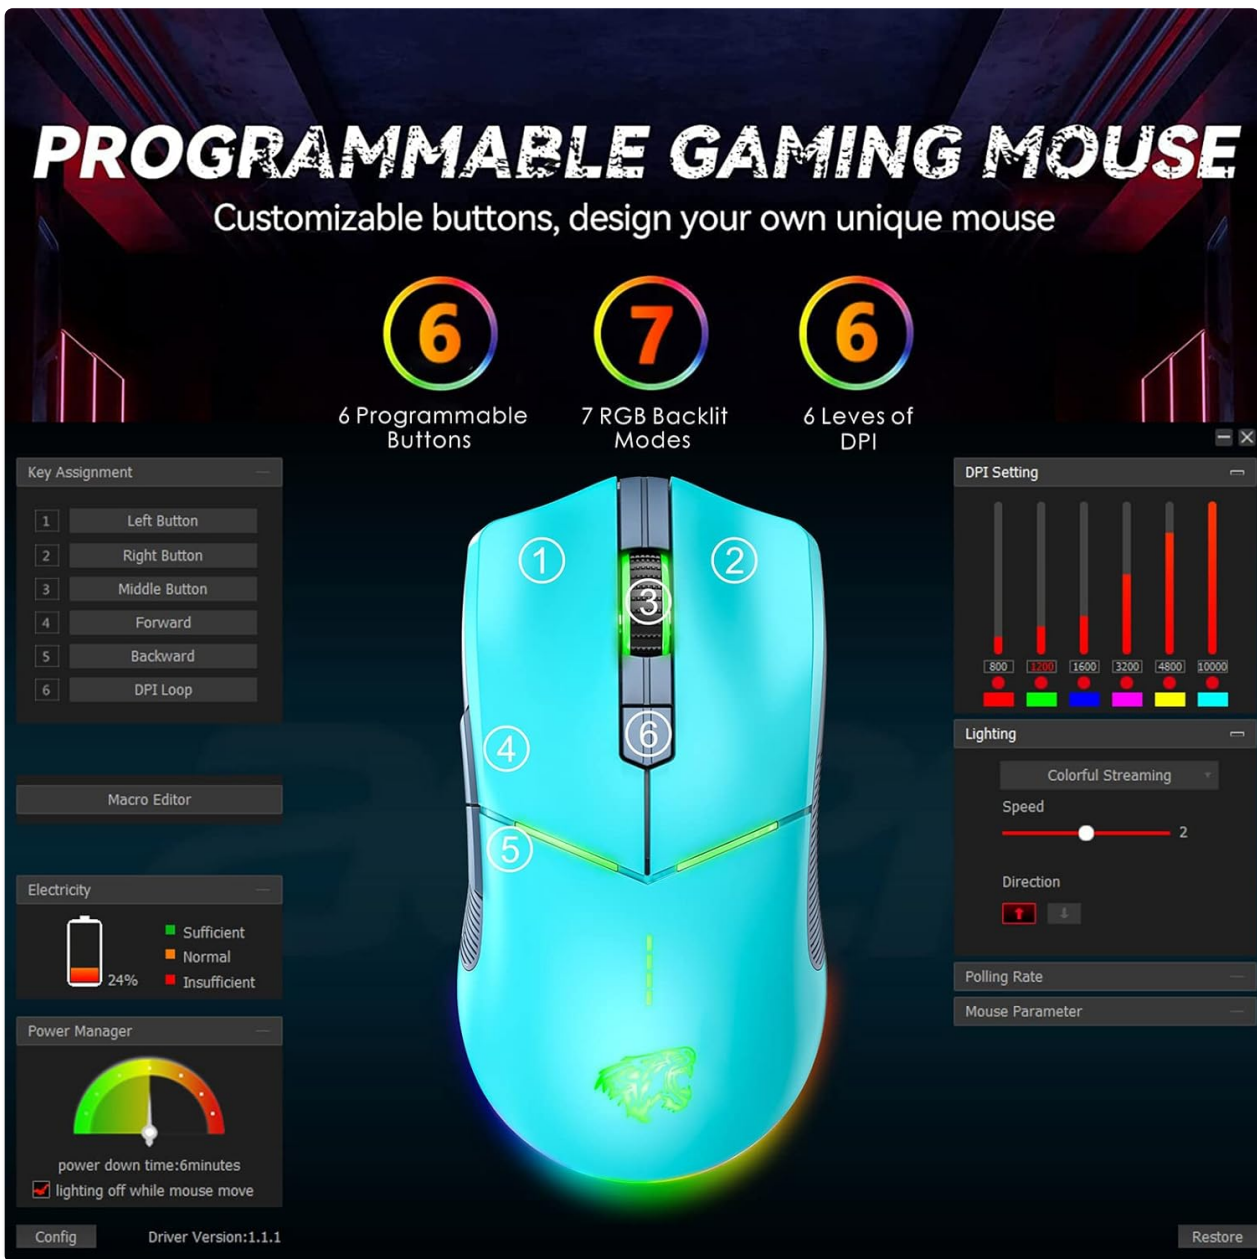 PROGRAMMABLE GAMING MOUSE
Customizable buttons, design your own unique mouse
6
7
6
6 Programmable
Buttons
7 RGB Backlit
Modes
6 Leves of
DPI
Key Assignment
1 Left Button
2 Right Button
3 Middle Button
4 Forward
5 Backward
6 DPI Loop
Macro Editor
Electricity
24%
Sufficient
Normal
Insufficient
Power Manager
power down time:6minutes
lighting off while mouse move
Config
Driver Version:1.1.1
1
2
3
4
5
6
DPI Setting
800 1200 1600 3200 4800 10000
Lighting
Colorful Streaming
Speed
2
Direction
Polling Rate
Mouse Parameter
Restore